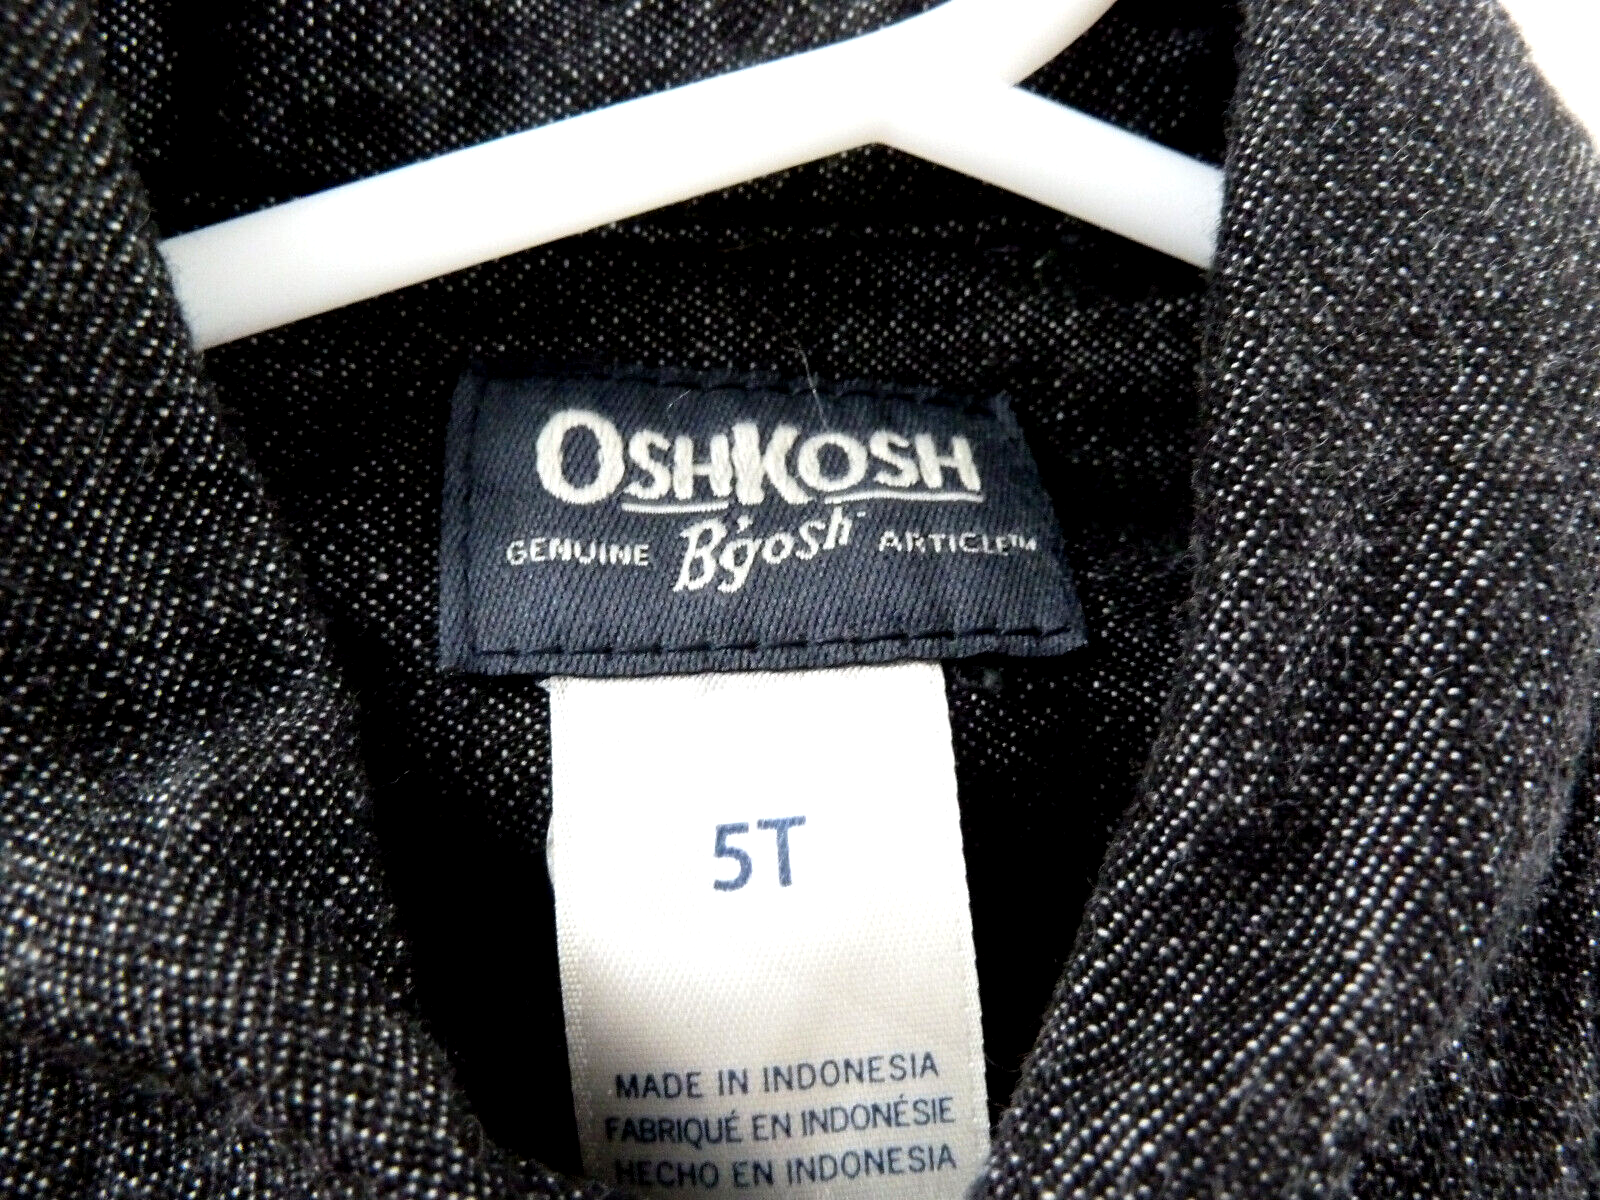 OSHKOSH
GENUINE B'gosh ARTICLE™
5T
MADE IN INDONESIA
FABRIQUÉ EN INDONÉSIE
HECHO EN INDONESIA